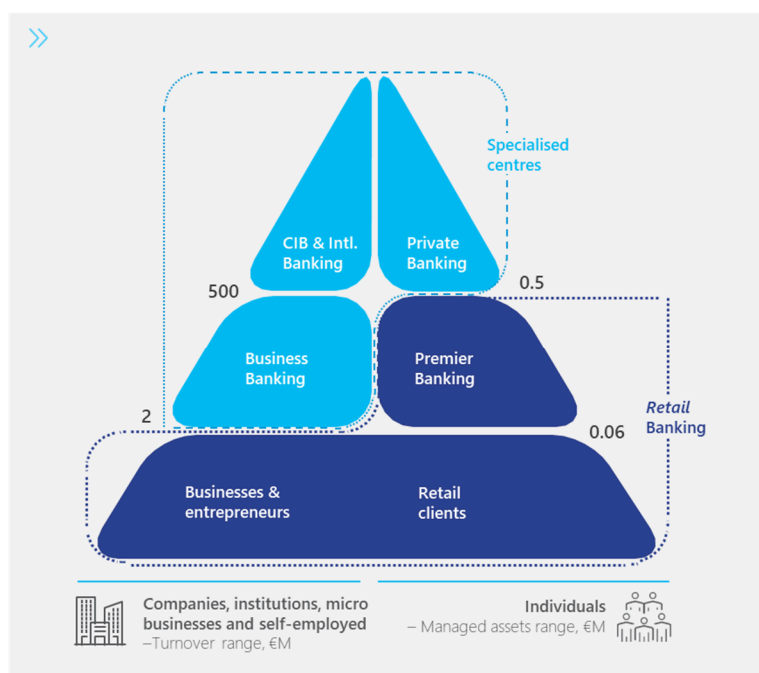 Specialised
centres
CIB & Intl.
Banking
Private
Banking
500
0.5
Business
Banking
Premier
Banking
2
0.06
Retail
Banking
Businesses &
entrepreneurs
Retail
clients
Companies, institutions, micro
businesses and self-employed
–Turnover range, €M
Individuals
– Managed assets range, €M